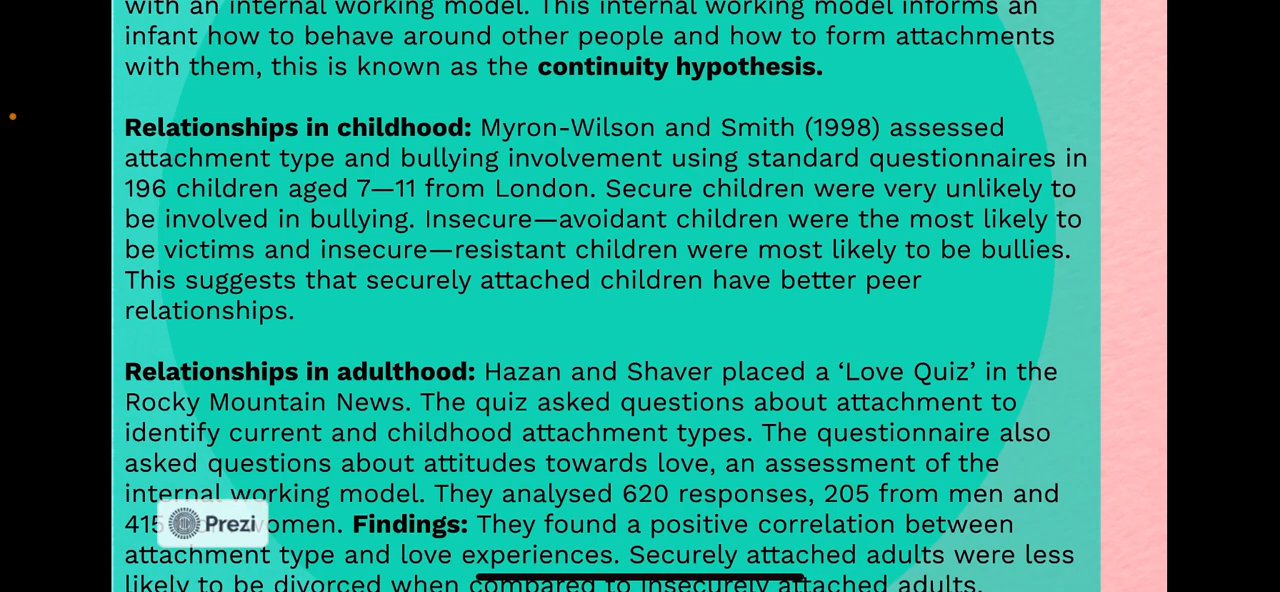 with an internal working model. This internal working model informs an
infant how to behave around other people and how to form attachments
with them, this is known as the continuity hypothesis.
Relationships in childhood: Myron-Wilson and Smith (1998) assessed
attachment type and bullying involvement using standard questionnaires in
196 children aged 7—11 from London. Secure children were very unlikely to
be involved in bullying. Insecure—avoidant children were the most likely to
be victims and insecure—resistant children were most likely to be bullies.
This suggests that securely attached children have better peer
relationships.
Relationships in adulthood: Hazan and Shaver placed a ‘Love Quiz’ in the
Rocky Mountain News. The quiz asked questions about attachment to
identify current and childhood attachment types. The questionnaire also
asked questions about attitudes towards love, an assessment of the
internal working model. They analysed 620 responses, 205 from men and
415 women. Findings: They found a positive correlation between
Prezi
attachment type and love experiences. Securely attached adults were less
likely to be divorced when compared to insecurely attached adults.